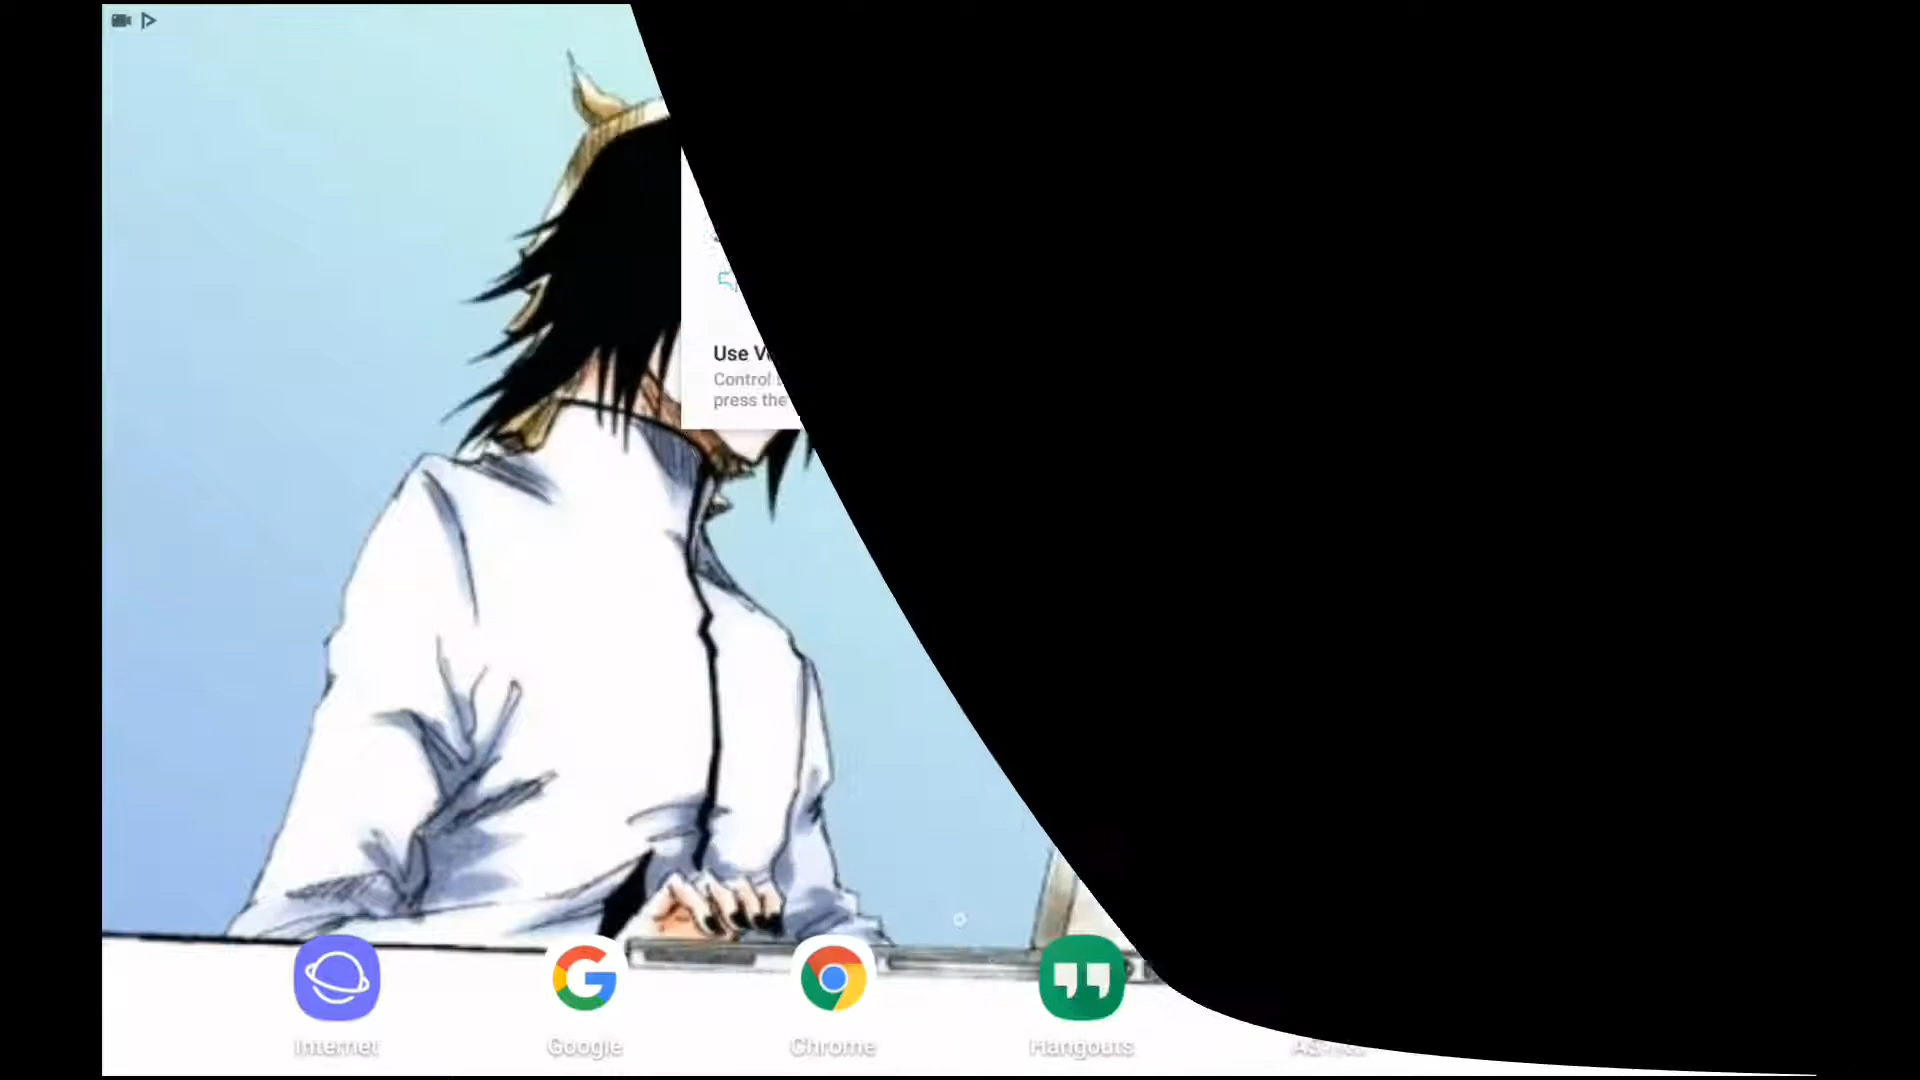 Use
Control
press the
Internet
Google
Chrome
Hangouts